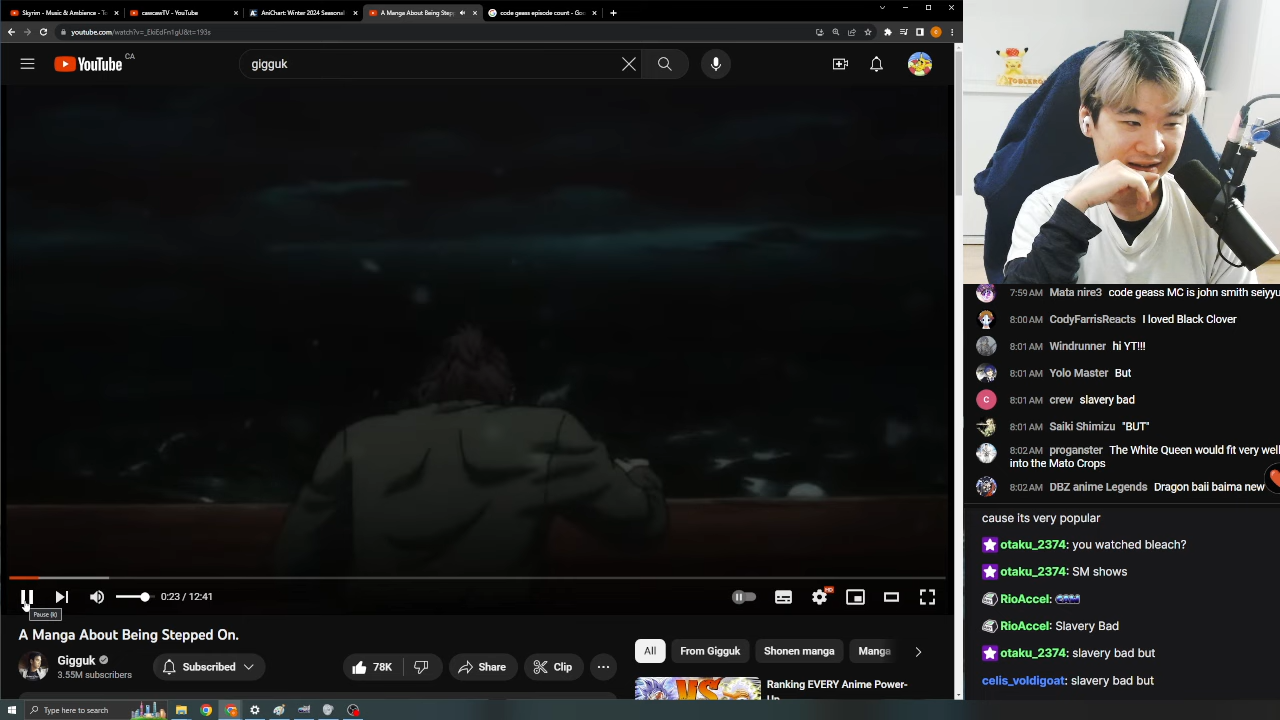 Skyrim - Music & Ambience - To
cawcawTV - YouTube
AniChart: Winter 2024 Seasonal
A Manga About Being Stepp
code geass episode count - Go
youtube.com/watch?v=_EkiEdFn1gU&t=193s
YouTube CA
gigguk
TOBLERO
7:59 AM Mata nire3 code geass MC is john smith seiyyu
8:00 AM CodyFarrisReacts I loved Black Clover
8:01 AM Windrunner hi YT!!!
8:01 AM Yolo Master But
8:01 AM crew slavery bad
8:01 AM Saiki Shimizu "BUT"
8:02 AM proganster The White Queen would fit very well
into the Mato Crops
8:02 AM DBZ anime Legends Dragon baii baima new
cause its very popular
otaku_2374: you watched bleach?
otaku_2374: SM shows
RioAccel:
RioAccel: Slavery Bad
otaku_2374: slavery bad but
celis_voldigoat: slavery bad but
0:23 / 12:41
HD
Pause (k)
A Manga About Being Stepped On.
Gigguk
3.55M subscribers
Subscribed
78K
Share
Clip
All
From Gigguk
Shonen manga
Manga
Ranking EVERY Anime Power-
Type here to search